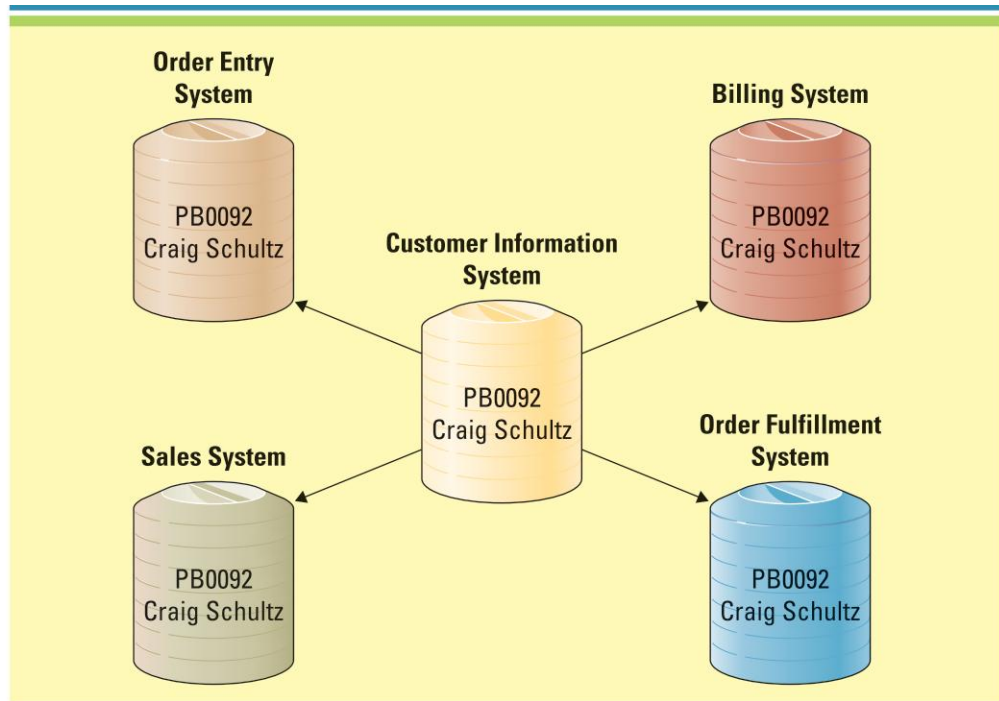 Order Entry
System
PB0092
Craig Schultz
Billing System
PB0092
Craig Schultz
Customer Information
System
PB0092
Craig Schultz
Sales System
PB0092
Craig Schultz
Order Fulfillment
System
PB0092
Craig Schultz